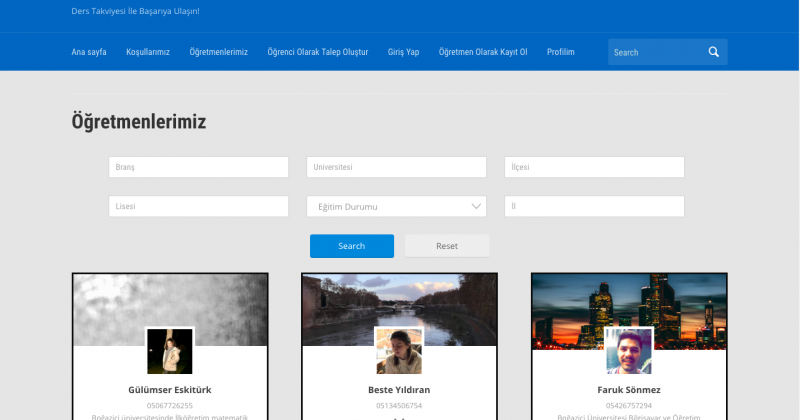 Ders Takviyesi İle Başarıya Ulaşın!
Ana sayfa Koşullarımız Öğretmenlerimiz Öğrenci Olarak Talep Oluştur Giriş Yap Öğretmen Olarak Kayıt Ol Profilim Search
Öğretmenlerimiz
Branş Universitesi İlçesi
Lisesi Eğitim Durumu İl
Search Reset
Gülümser Eskitürk Beste Yıldıran Faruk Sönmez
05067726255 05134506754 05426757294
Boğaziçi üniversitesinde İlköğretim matematik Boğaziçi Üniversitesi Bilgisayar ve Öğretim